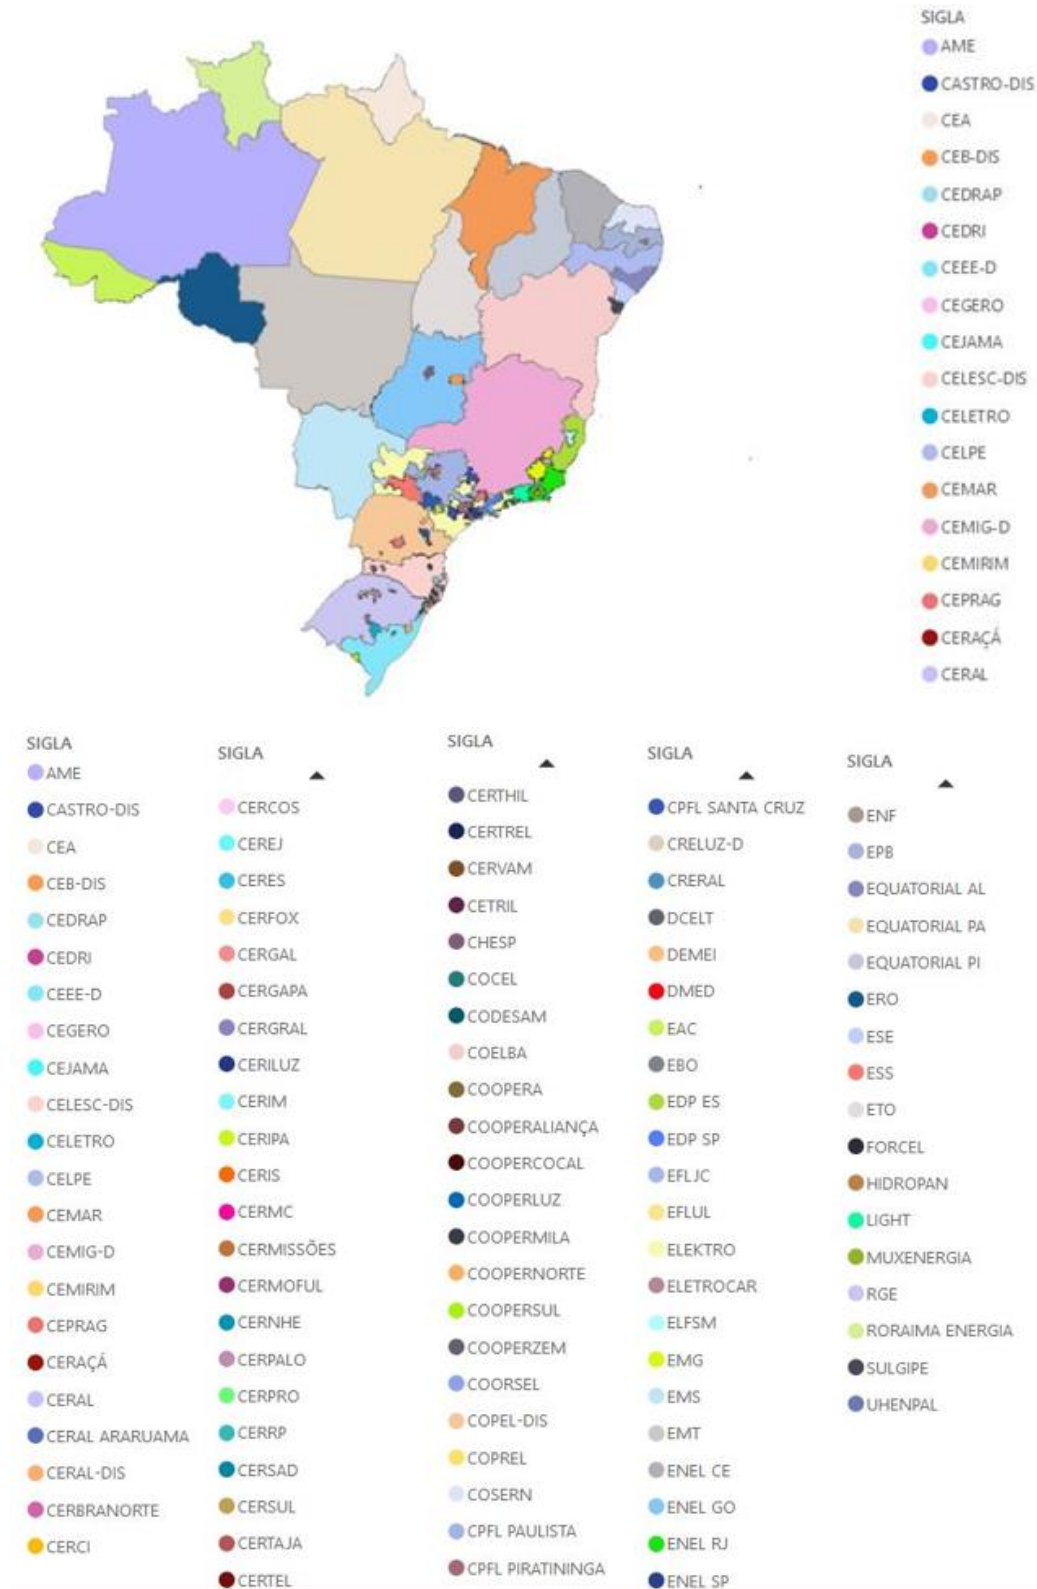 SIGLA
AME
CASTRO-DIS
CEA
CEB-DIS
CEDRAP
CEDRI
CEEE-D
CEGERO
CEJAMA
CELESC-DIS
CELETRO
CELPE
CEMAR
CEMIG-D
CEMIRIM
CEPRAG
CERAÇÁ
CERAL
SIGLA
AME
CASTRO-DIS
CEA
CEB-DIS
CEDRAP
CEDRI
CEEE-D
CEGERO
CEJAMA
CELESC-DIS
CELETRO
CELPE
CEMAR
CEMIG-D
CEMIRIM
CEPRAG
CERAÇÁ
CERAL
CERAL ARARUAMA
CERAL-DIS
CERBRANORTE
CERCI
SIGLA
CERCOS
CEREJ
CERES
CERFOX
CERGAL
CERGAPA
CERGRAL
CERILUZ
CERIM
CERIPA
CERIS
CERMC
CERMISSÕES
CERMOFUL
CERNHE
CERPALO
CERPRO
CERRP
CERSAD
CERSUL
CERTAJA
CERTEL
SIGLA
CERTHIL
CERTREL
CERVAM
CETRIL
CHESP
COCEL
CODESAM
COELBA
COOPERA
COOPERALIANÇA
COOPERCOCAL
COOPERLUZ
COOPERMILA
COOPERNORTE
COOPERSUL
COOPERZEM
COORSEL
COPEL-DIS
COPREL
COSERN
CPFL PAULISTA
CPFL PIRATININGA
SIGLA
CPFL SANTA CRUZ
CRELUZ-D
CRERAL
DCELT
DEMEI
DMED
EAC
EBO
EDP ES
EDP SP
EFLJC
EFLUL
ELEKTRO
ELETROCAR
ELFSM
EMG
EMS
EMT
ENEL CE
ENEL GO
ENEL RJ
ENEL SP
SIGLA
ENF
EPB
EQUATORIAL AL
EQUATORIAL PA
EQUATORIAL PI
ERO
ESE
ESS
ETO
FORCEL
HIDROPAN
LIGHT
MUXENERGIA
RGE
RORAIMA ENERGIA
SULGIPE
UHENPAL